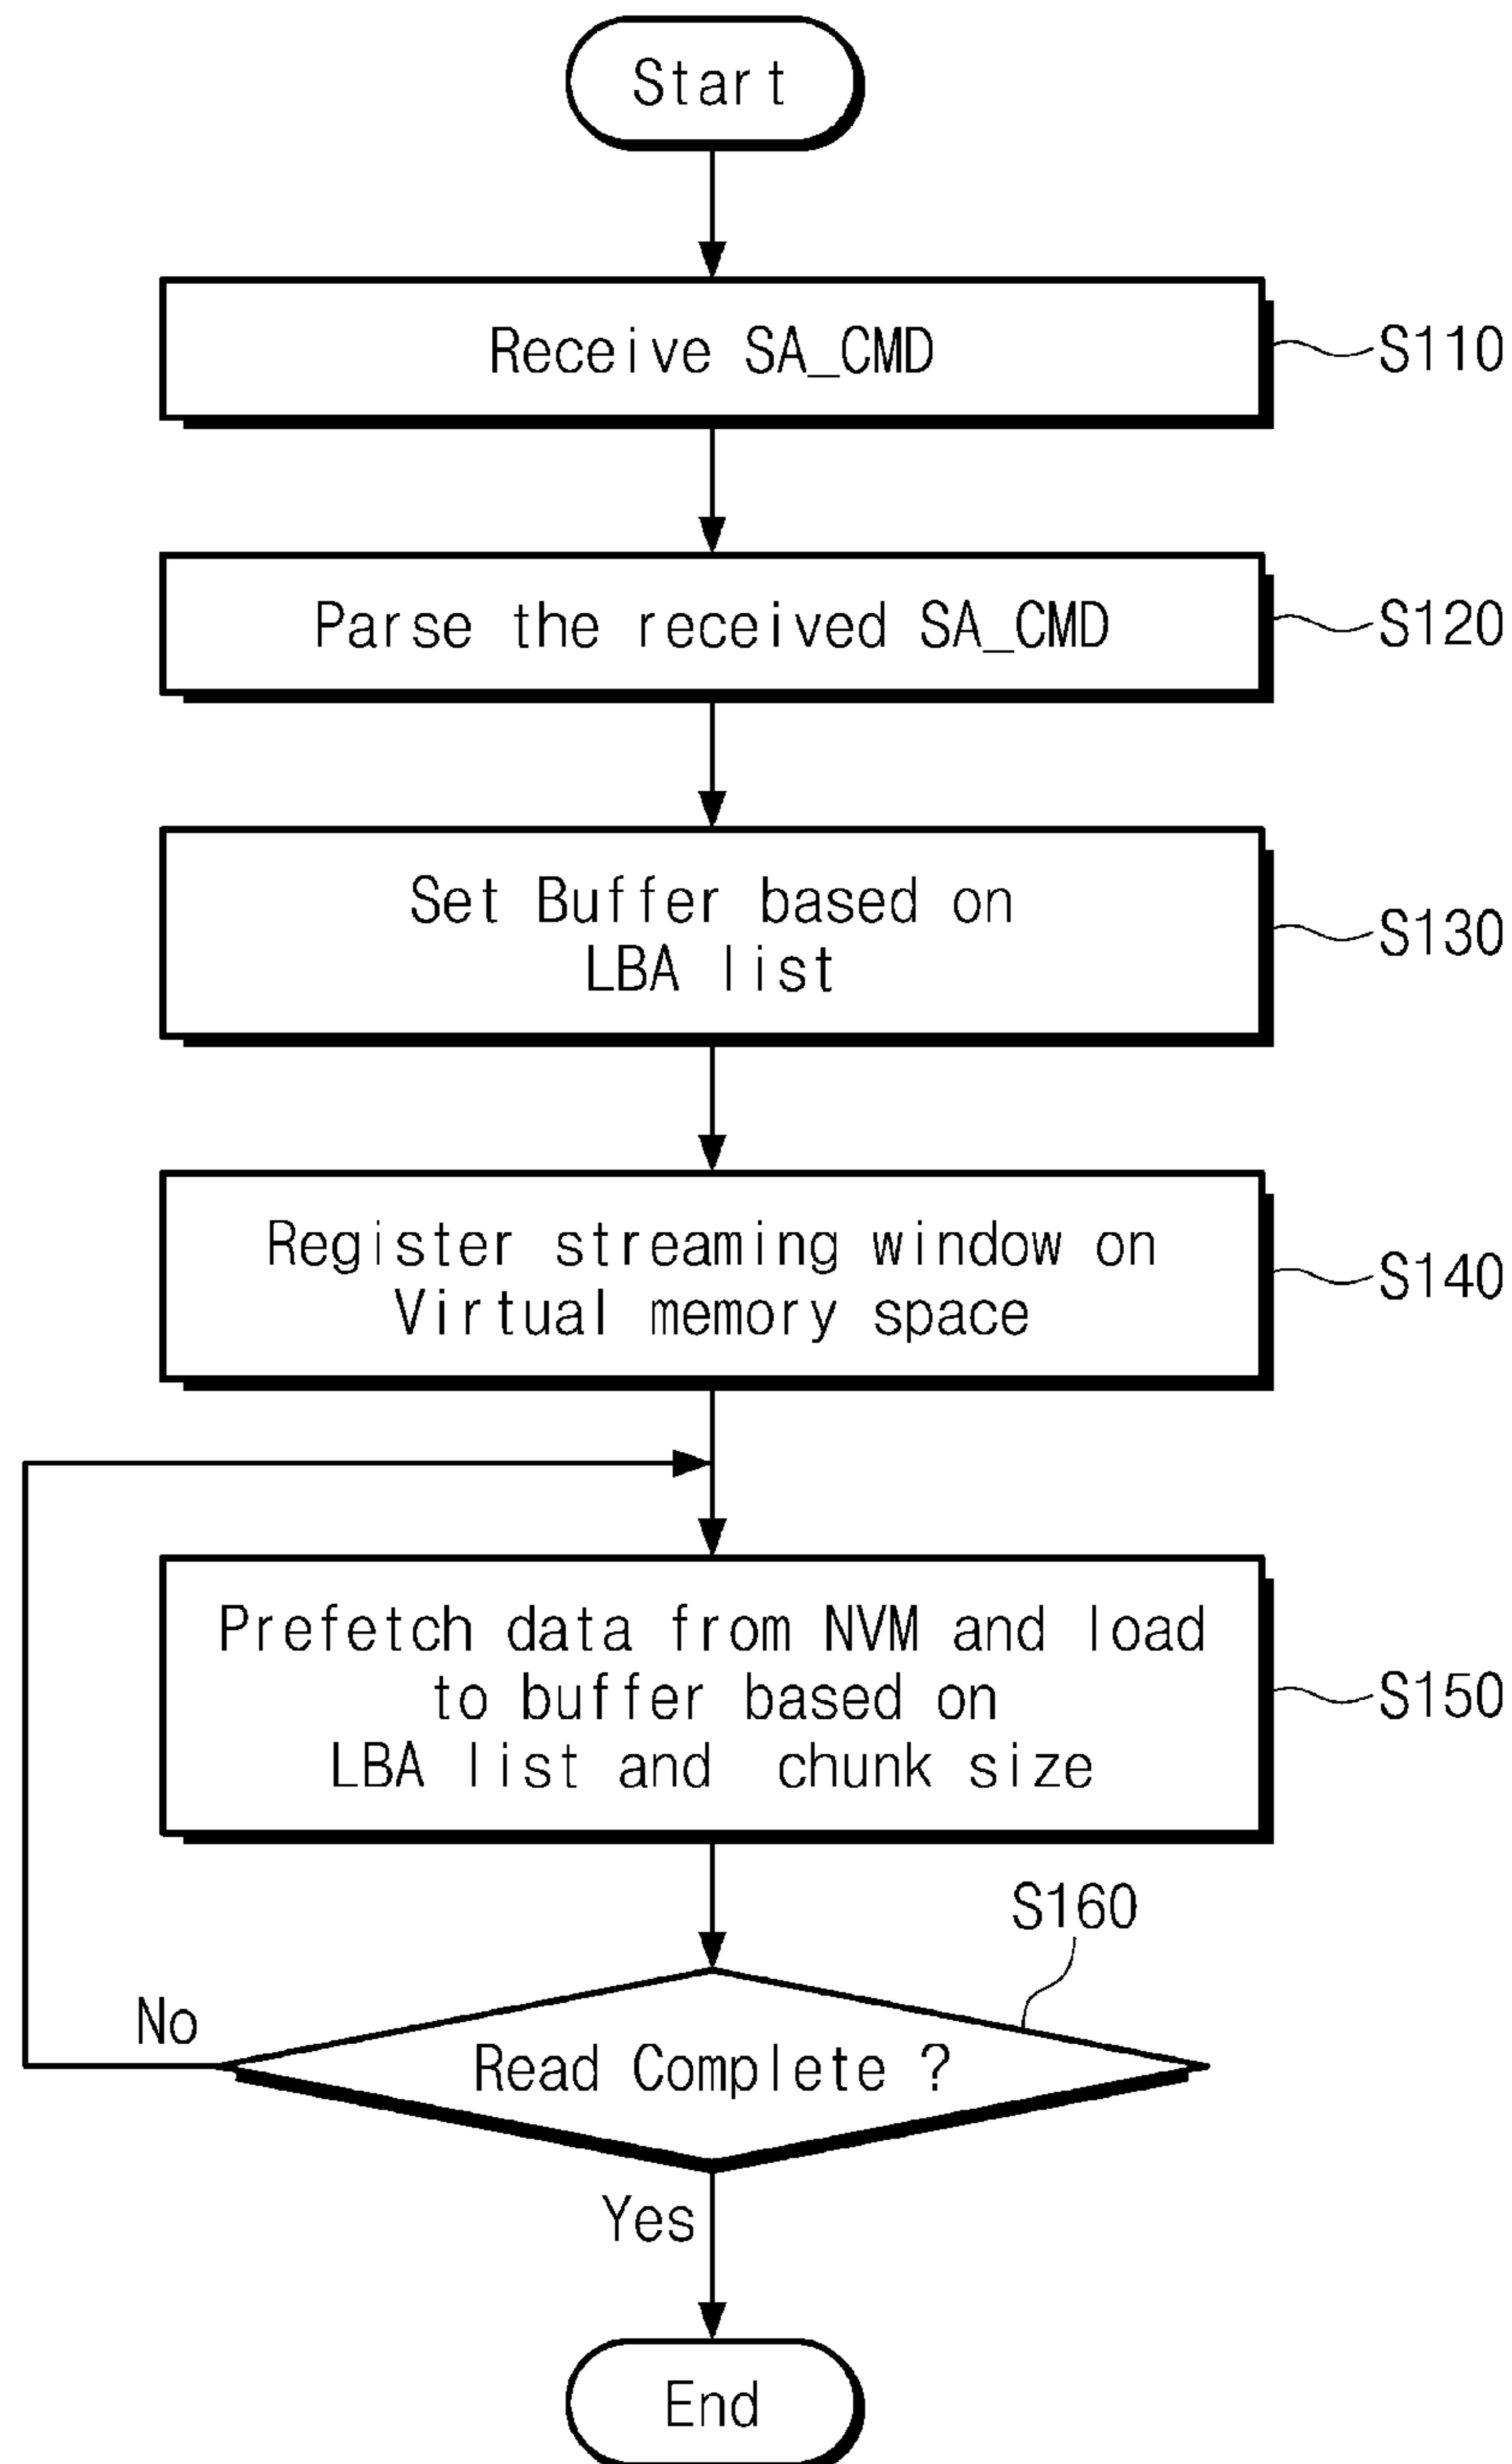 Start
Receive SA_CMD
S110
Parse the received SA_CMD
S120
Set Buffer based on
LBA list
S130
Register streaming window on
Virtual memory space
S140
Prefetch data from NVM and load
to buffer based on
LBA list and chunk size
S150
S160
No
Read Complete ?
Yes
End